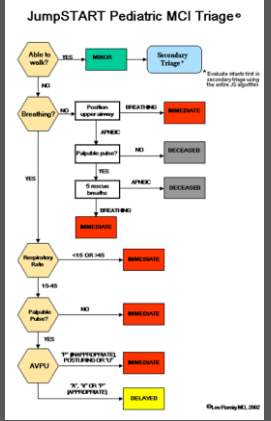 JumpSTART Pediatric MCI Triage©
Able to
walk?
YES
MINOR
Secondary
Triage*
* Evaluate infants first in
secondary triage using
the entire JS algorithm
NO
Breathing?
NO
Position
upper airway
BREATHING
IMMEDIATE
APNEIC
Palpable pulse?
NO
DECEASED
YES
YES
5 rescue
breaths
APNEIC
DECEASED
BREATHING
IMMEDIATE
Respiratory
Rate
<15 OR >45
IMMEDIATE
15-45
Palpable
Pulse?
NO
IMMEDIATE
YES
AVPU
"P" (INAPPROPRIATE),
POSTURING OR "U"
IMMEDIATE
"A", "V" OR "P"
(APPROPRIATE)
DELAYED
©Lou Romig MD, 2002